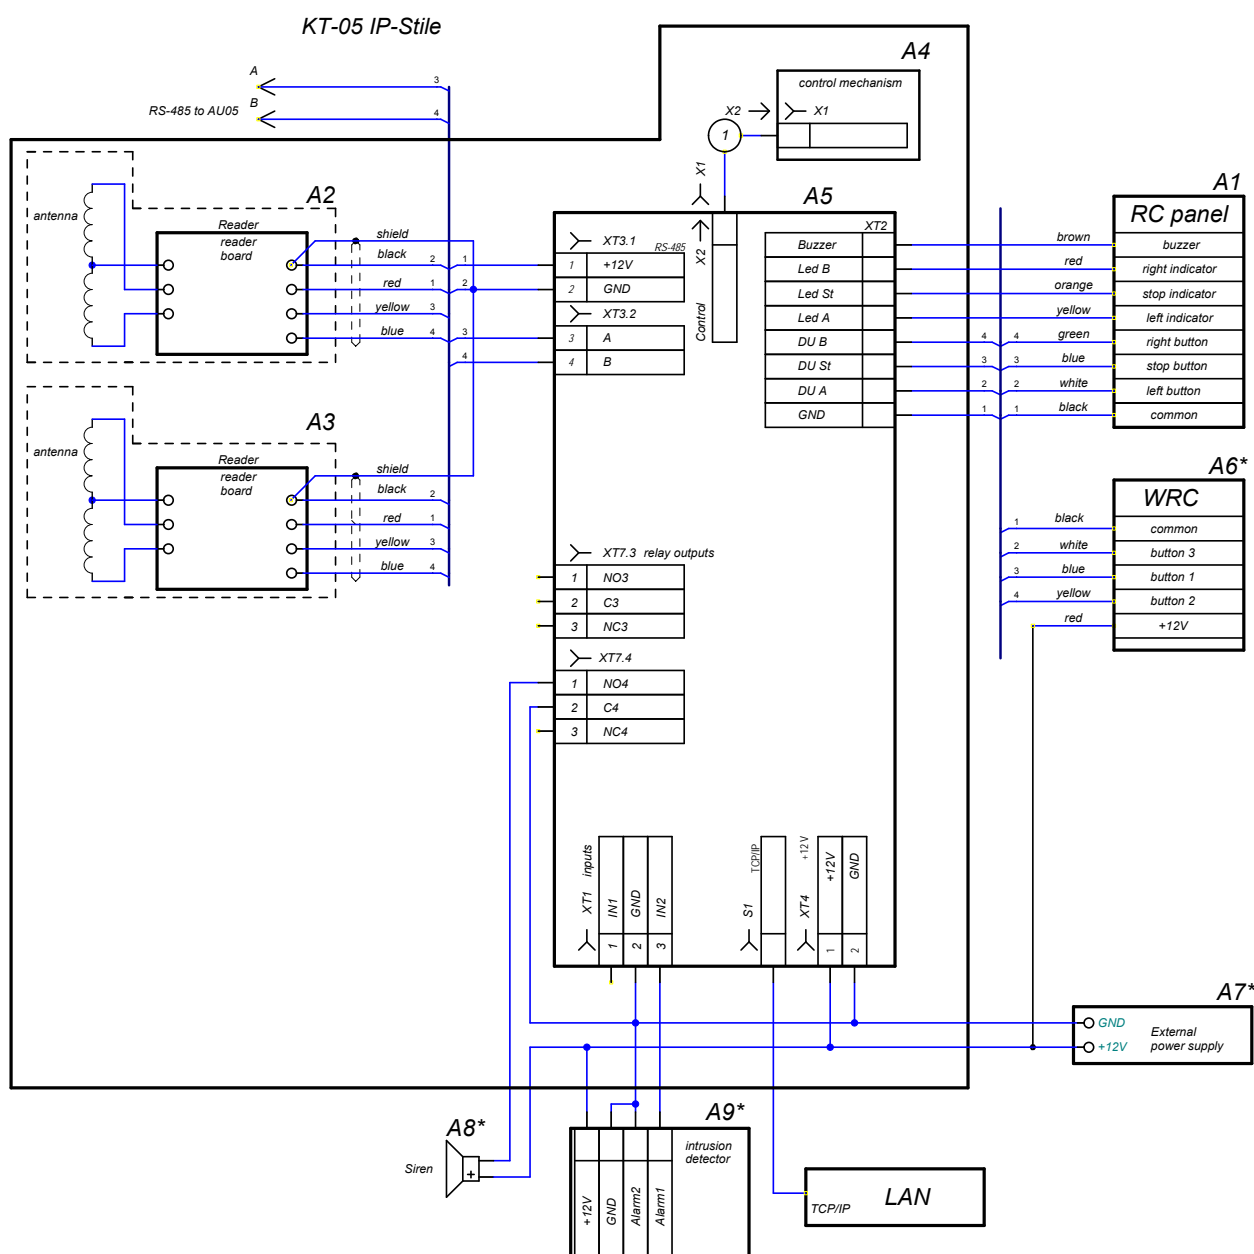 KT-05 IP-Stile
A
3
RS-485 to AU05
B
4
A4
control mechanism
X2
X1
1
X1
X2
Control
A2
antenna
Reader
reader
board
shield
black
2
1
red
1
2
yellow
3
blue
4
3
4
A3
antenna
Reader
reader
board
shield
black
2
red
1
yellow
3
blue
4
A5
XT3.1
RS-485
1
+12V
2
GND
XT3.2
3
A
4
B
XT2
Buzzer
Led B
Led St
Led A
DU B
DU St
DU A
GND
4
4
3
3
2
2
1
1
brown
red
orange
yellow
green
blue
white
black
A1
RC panel
buzzer
right indicator
stop indicator
left indicator
right button
stop button
left button
common
A6*
WRC
1
black
common
2
white
button 3
3
blue
button 1
4
yellow
button 2
red
+12V
XT7.3 relay outputs
1
NO3
2
C3
3
NC3
XT7.4
1
NO4
2
C4
3
NC4
XT1 inputs
IN1
GND
IN2
1
2
3
S1
TCP/IP
XT4
+12 V
+12V
GND
1
2
A7*
GND
+12V
External
power supply
A8*
Siren
+
A9*
intrusion
detector
+12V
GND
Alarm2
Alarm1
TCP/IP
LAN